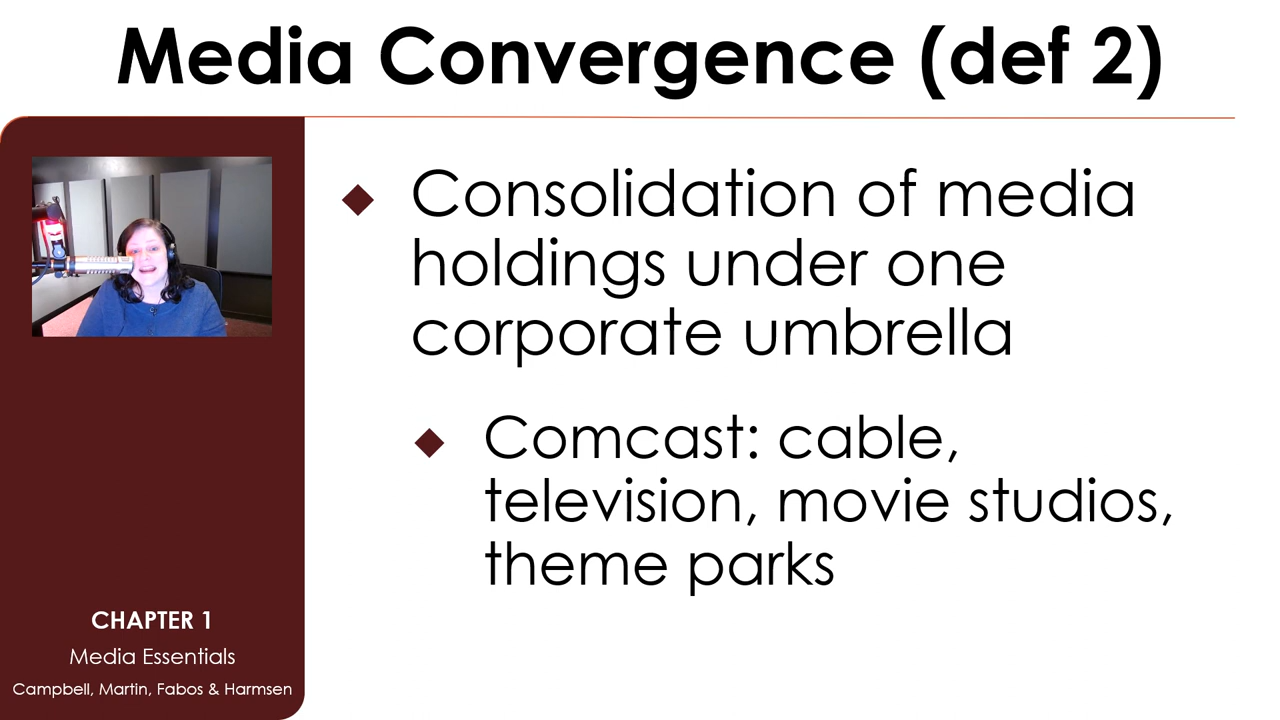 Media Convergence (def 2)
Consolidation of media
holdings under one
corporate umbrella
Comcast: cable,
television, movie studios,
theme parks
CHAPTER 1
Media Essentials
Campbell, Martin, Fabos & Harmsen